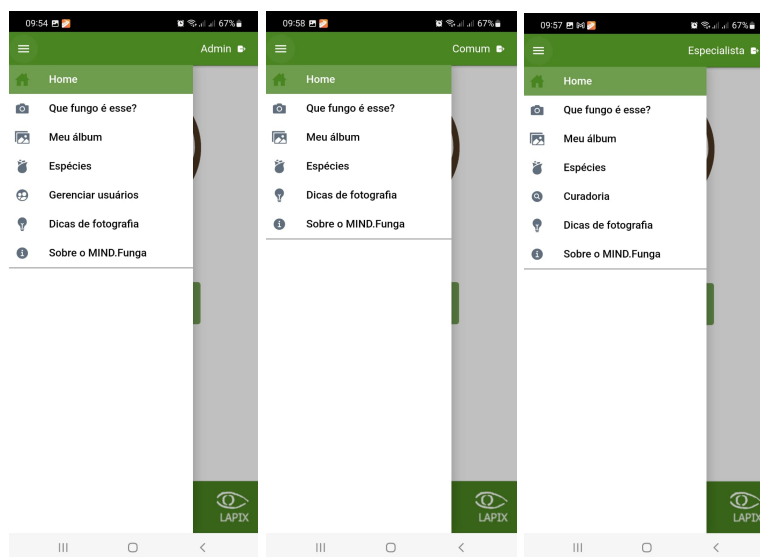 09:54
67%
Admin
Home
Que fungo é esse?
Meu álbum
Espécies
Gerenciar usuários
Dicas de fotografia
Sobre o MIND.Funga
LAPIX
09:58
67%
Comum
Home
Que fungo é esse?
Meu álbum
Espécies
Dicas de fotografia
Sobre o MIND.Funga
LAPIX
09:57
67%
Especialista
Home
Que fungo é esse?
Meu álbum
Espécies
Curadoria
Dicas de fotografia
Sobre o MIND.Funga
LAPIX